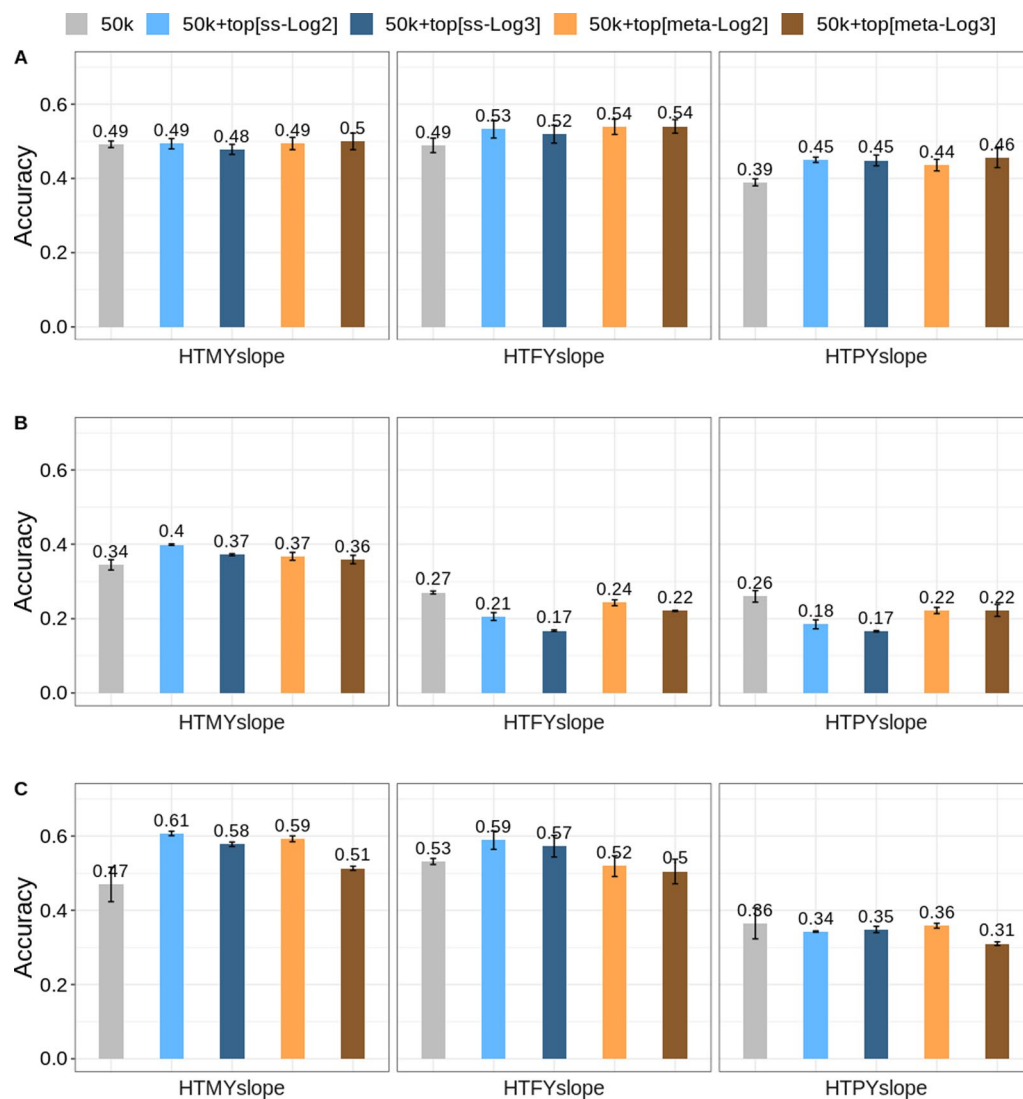 50k 50k+top[ss-Log2] 50k+top[ss-Log3] 50k+top[meta-Log2] 50k+top[meta-Log3]
A
Accuracy
0.6
0.4
0.2
0.0
0.49 0.49 0.48 0.49 0.5
HTMYslope
0.49 0.53 0.52 0.54 0.54
HTFYslope
0.39 0.45 0.45 0.44 0.46
HTPYslope
B
Accuracy
0.6
0.4
0.2
0.0
0.34 0.4 0.37 0.37 0.36
HTMYslope
0.27 0.21 0.17 0.24 0.22
HTFYslope
0.26 0.18 0.17 0.22 0.22
HTPYslope
C
Accuracy
0.6
0.4
0.2
0.0
0.47 0.61 0.58 0.59 0.51
HTMYslope
0.53 0.59 0.57 0.52 0.5
HTFYslope
0.36 0.34 0.35 0.36 0.31
HTPYslope